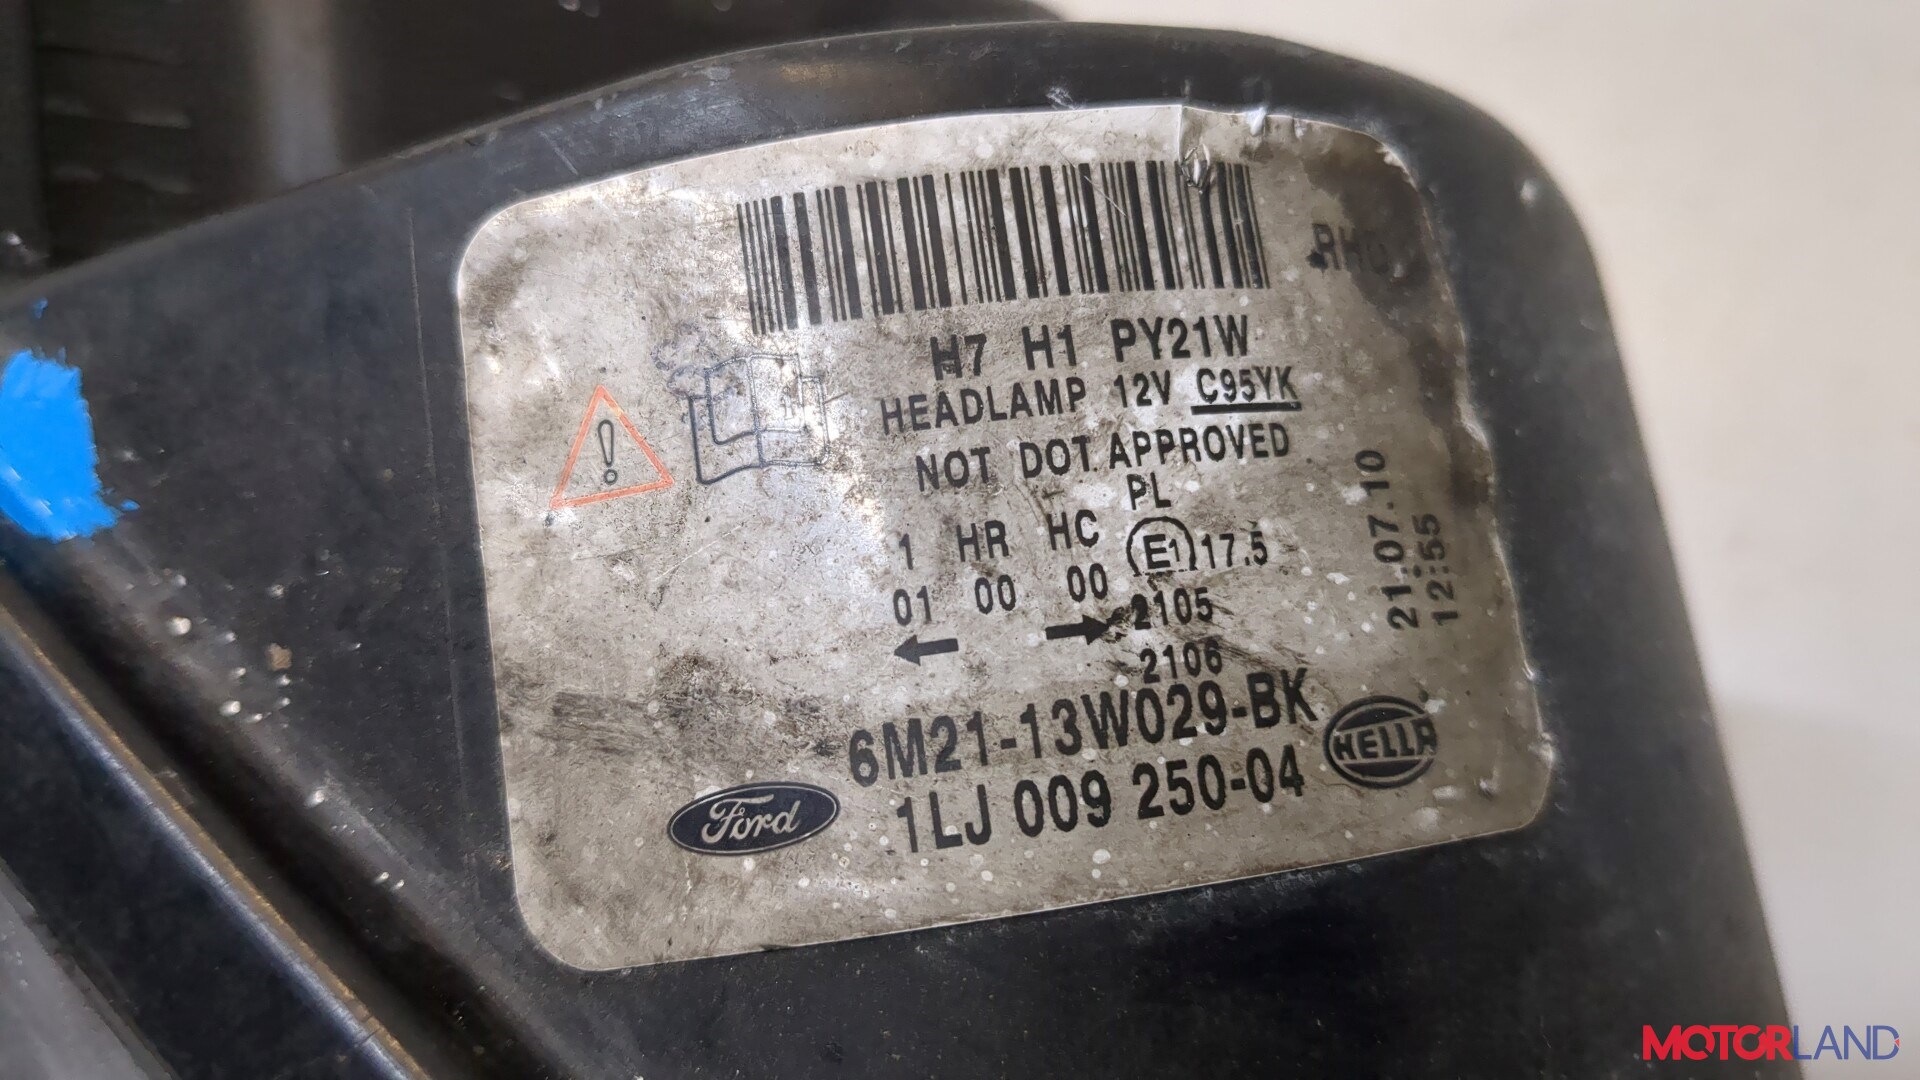 RHD
H7 H1 PY21W
HEADLAMP 12V C95YK
NOT DOT APPROVED
PL
1 HR HC E1 17.5
01 00 00 2105
2106
21.07.10
12:55
6M21-13W029-BK
1LJ 009 250-04
Ford
HELLA
MOTORLAND